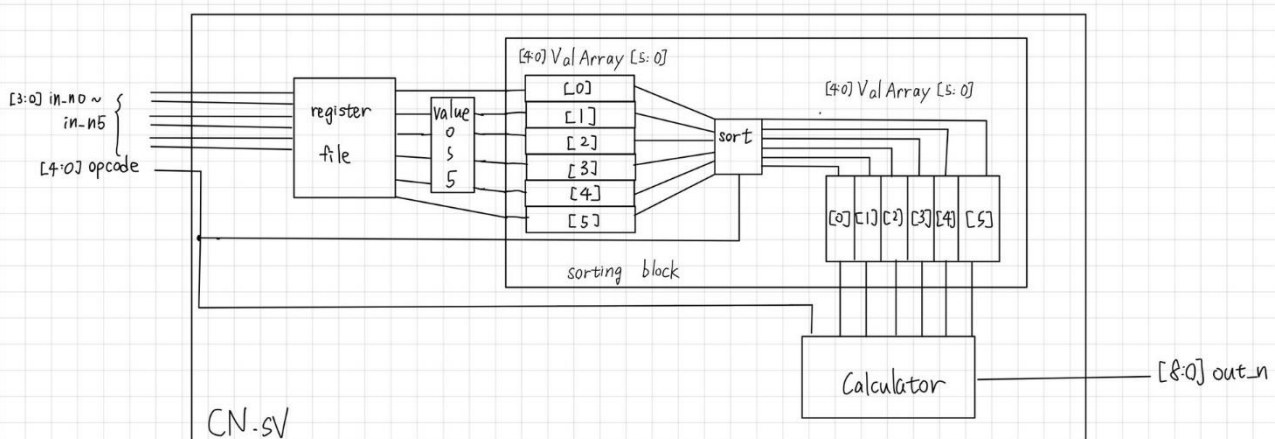 [3:0] in_n0 ~
in_n5
[4:0] opcode
register
file
value
0
5
5
[4:0] Val Array [5:0]
[0]
[1]
[2]
[3]
[4]
[5]
sorting block
sort
[4:0] Val Array [5:0]
[0] [1] [2] [3] [4] [5]
Calculator
[8:0] out_n
CN.sv